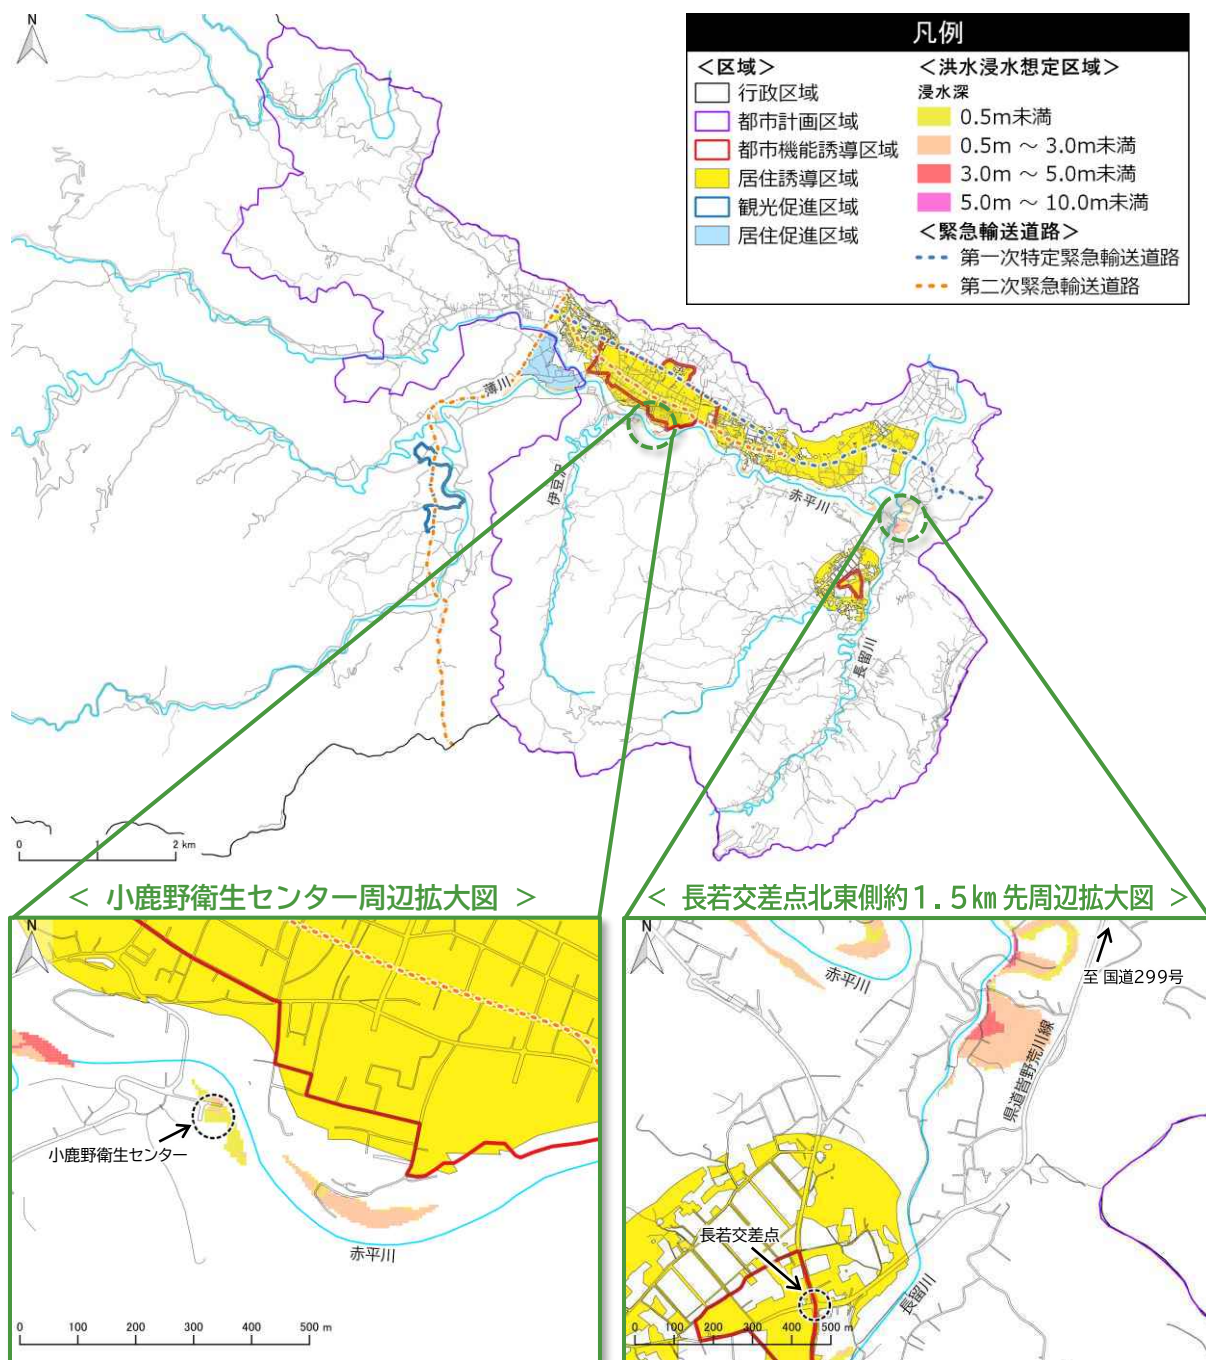 N
凡例
＜区域＞
行政区域
都市計画区域
都市機能誘導区域
居住誘導区域
観光促進区域
居住促進区域
＜洪水浸水想定区域＞
浸水深
0.5m未満
0.5m ～ 3.0m未満
3.0m ～ 5.0m未満
5.0m ～ 10.0m未満
＜緊急輸送道路＞
第一次特定緊急輸送道路
第二次緊急輸送道路
薄川
伊豆沢
赤平川
長留川
0 1 2 km
＜ 小鹿野衛生センター周辺拡大図 ＞
N
小鹿野衛生センター
赤平川
0 100 200 300 400 500 m
＜ 長若交差点北東側約１.５㎞先周辺拡大図 ＞
N
赤平川
至 国道299号
県道皆野荒川線
長若交差点
長留川
0 100 200 300 400 500 m